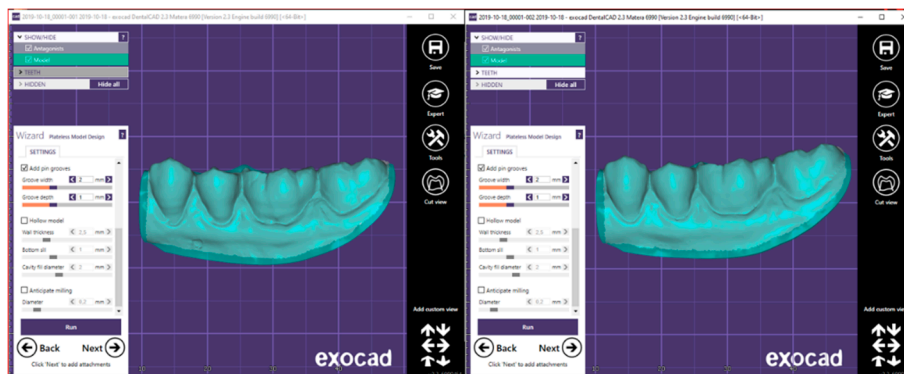 2019-10-18_00001-001 2019-10-18 - exocad DentalCAD 2.3 Matera 6990 [Version 2.3 Engine build 6990] [<64-Bit>]
SHOW/HIDE ?
Antagonists
Model
TEETH
HIDDEN Hide all
Save
Expert
Tools
Cut view
Wizard Plateless Model Design ?
SETTINGS
Add pin grooves
Groove width 2 mm
Groove depth 1 mm
Hollow model
Wall thickness 2,5 mm
Bottom alt 1 mm
Cavity fill diameter 2 mm
Anticipate milling
Diameter 0,2 mm
Run
Back Next
Click 'Next' to add attachments
Add custom view
exocad
2019-10-18_00001-002 2019-10-18 - exocad DentalCAD 2.3 Matera 6990 [Version 2.3 Engine build 6990] [<64-Bit>]
SHOW/HIDE ?
Antagonists
Model
TEETH
HIDDEN Hide all
Save
Expert
Tools
Cut view
Wizard Plateless Model Design ?
SETTINGS
Add pin grooves
Groove width 2 mm
Groove depth 1 mm
Hollow model
Wall thickness 2,5 mm
Bottom alt 1 mm
Cavity fill diameter 2 mm
Anticipate milling
Diameter 0,2 mm
Run
Back Next
Click 'Next' to add attachments
Add custom view
exocad